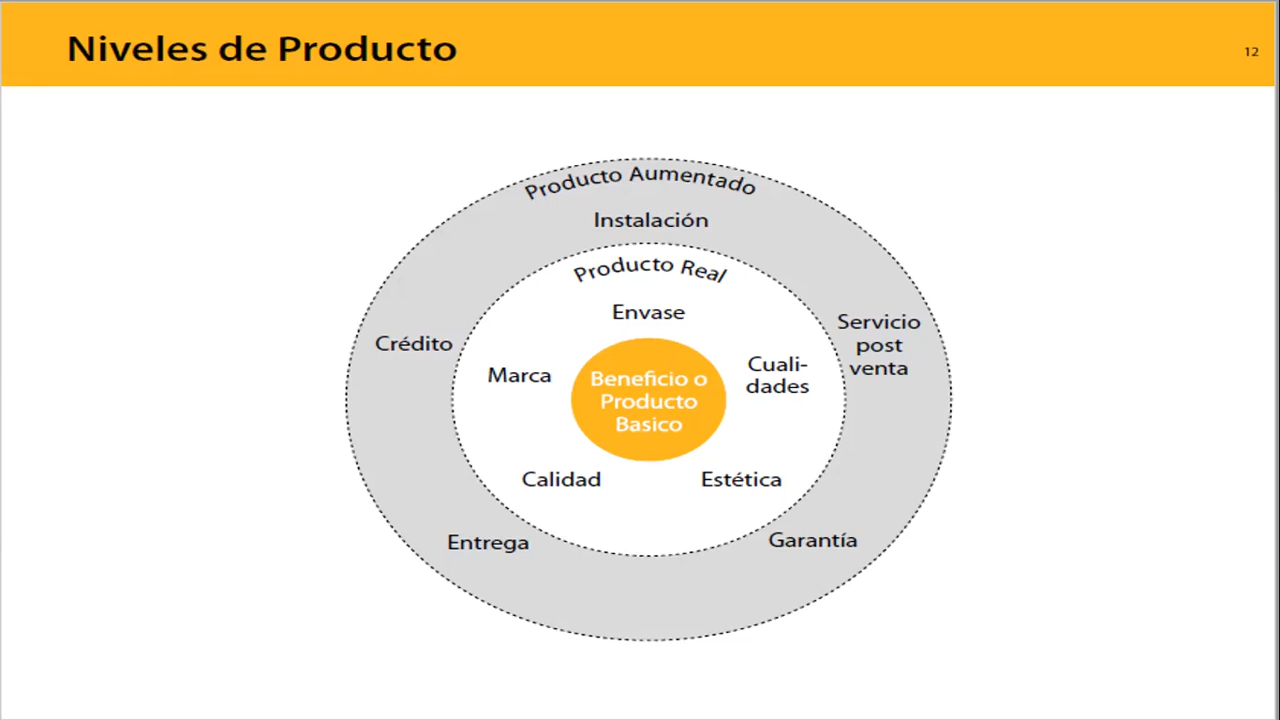 Niveles de Producto
12
Producto Aumentado
Instalación
Producto Real
Envase
Crédito
Servicio
post
venta
Marca
Cuali-
dades
Beneficio o
Producto
Basico
Calidad
Estética
Entrega
Garantía